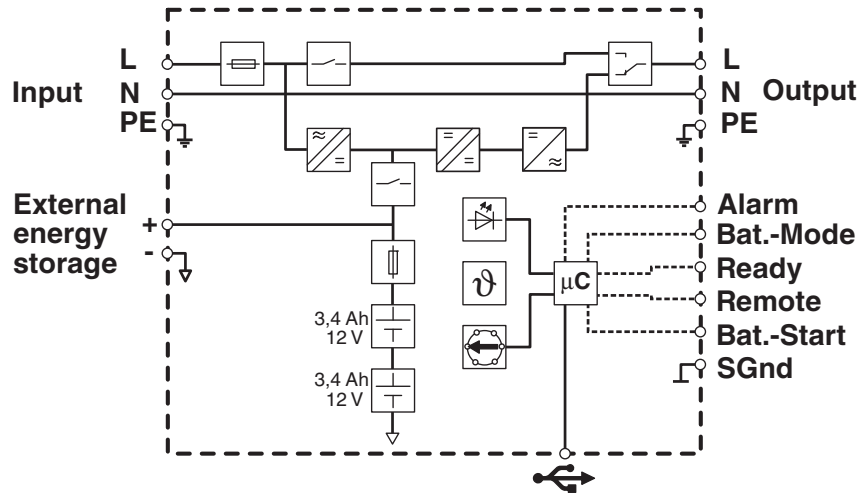 L
Input N
PE
L
N Output
PE
External
energy
storage
+
-
3,4 Ah
12 V
3,4 Ah
12 V
ϑ
µC
Alarm
Bat.-Mode
Ready
Remote
Bat.-Start
SGnd